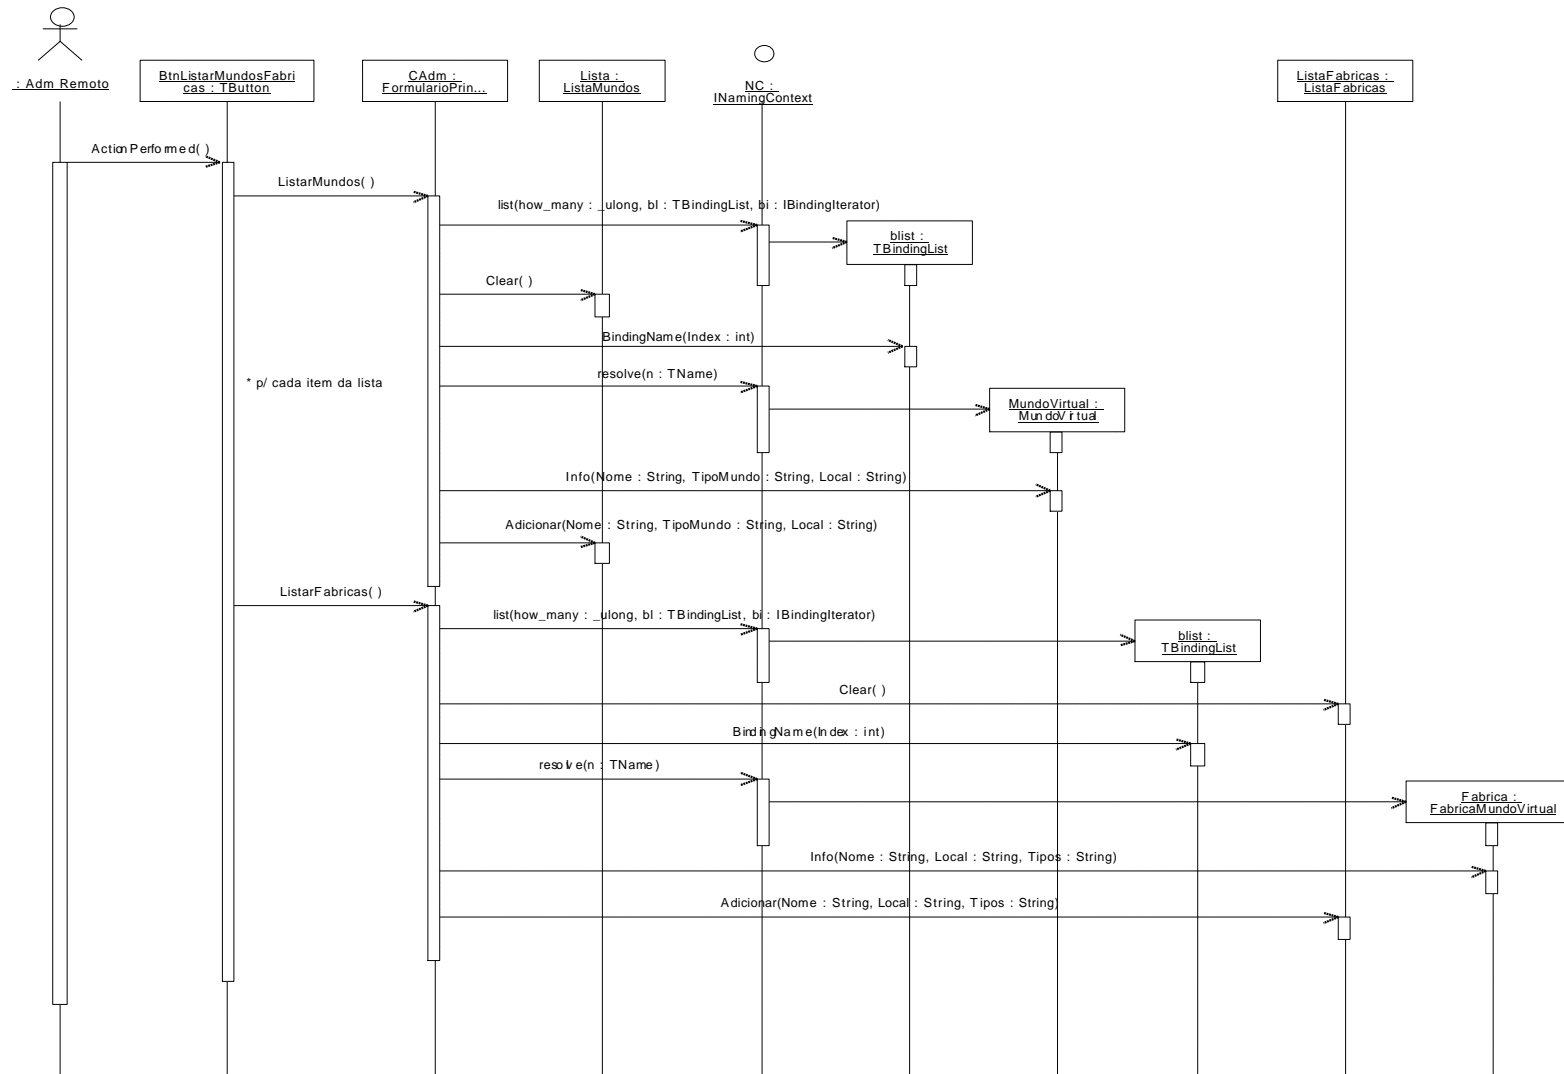 : Adm Remoto
BtnListarMundosFabri
cas : TButton
CAdm :
FormularioPrin...
Lista :
ListaMundos
NC :
INamingContext
ListaFabricas :
ListaFabricas
ActionPerformed( )
ListarMundos( )
list(how_many : _ulong, bl : TBindingList, bi : IBindingIterator)
blist :
TBindingList
Clear( )
BindingName(Index : int)
resolve(n : TName)
* p/ cada item da lista
MundoVirtual :
MundoVirtual
Info(Nome : String, TipoMundo : String, Local : String)
Adicionar(Nome : String, TipoMundo : String, Local : String)
ListarFabricas( )
list(how_many : _ulong, bl : TBindingList, bi : IBindingIterator)
blist :
TBindingList
Clear( )
BindingName(Index : int)
resolve(n : TName)
Fabrica :
FabricaMundoVirtual
Info(Nome : String, Local : String, Tipos : String)
Adicionar(Nome : String, Local : String, Tipos : String)